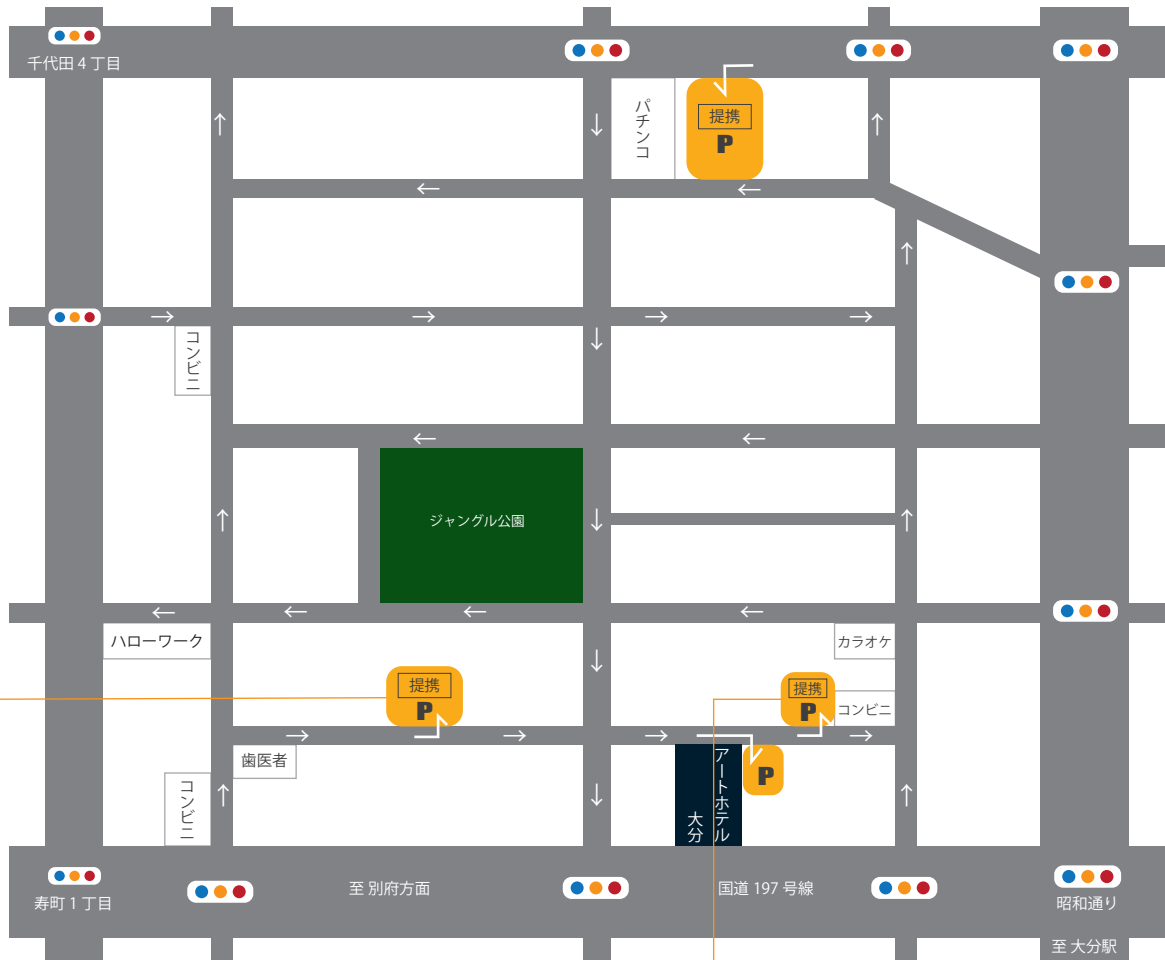 千代田 4 丁目
パチンコ
提携
P
コンビニ
ジャングル公園
ハローワーク
カラオケ
提携
P
提携
P
コンビニ
歯医者
コンビニ
アートホテル
大分
P
寿町 1 丁目
至 別府方面
国道 197 号線
昭和通り
至 大分駅